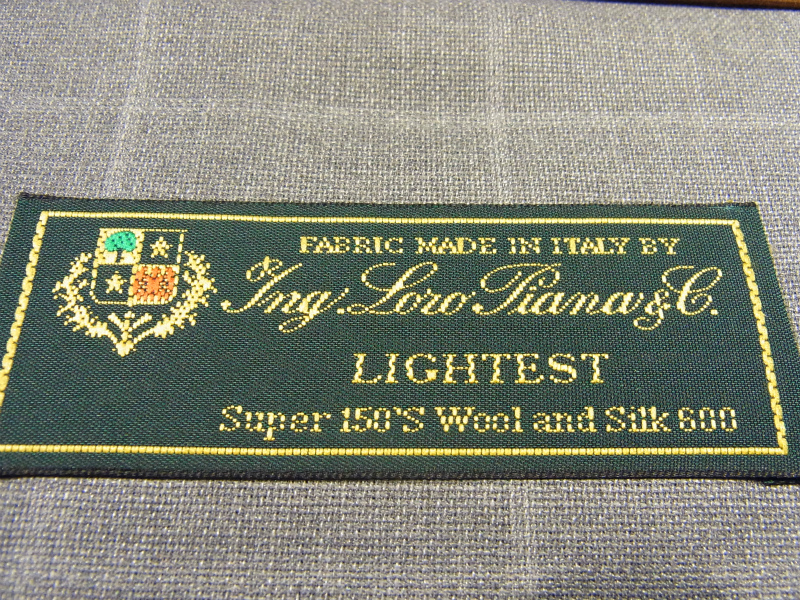 FABRIC MADE IN ITALY BY
Ing. Loro Piana & C.
LIGHTEST
Super 150'S Wool and Silk 600